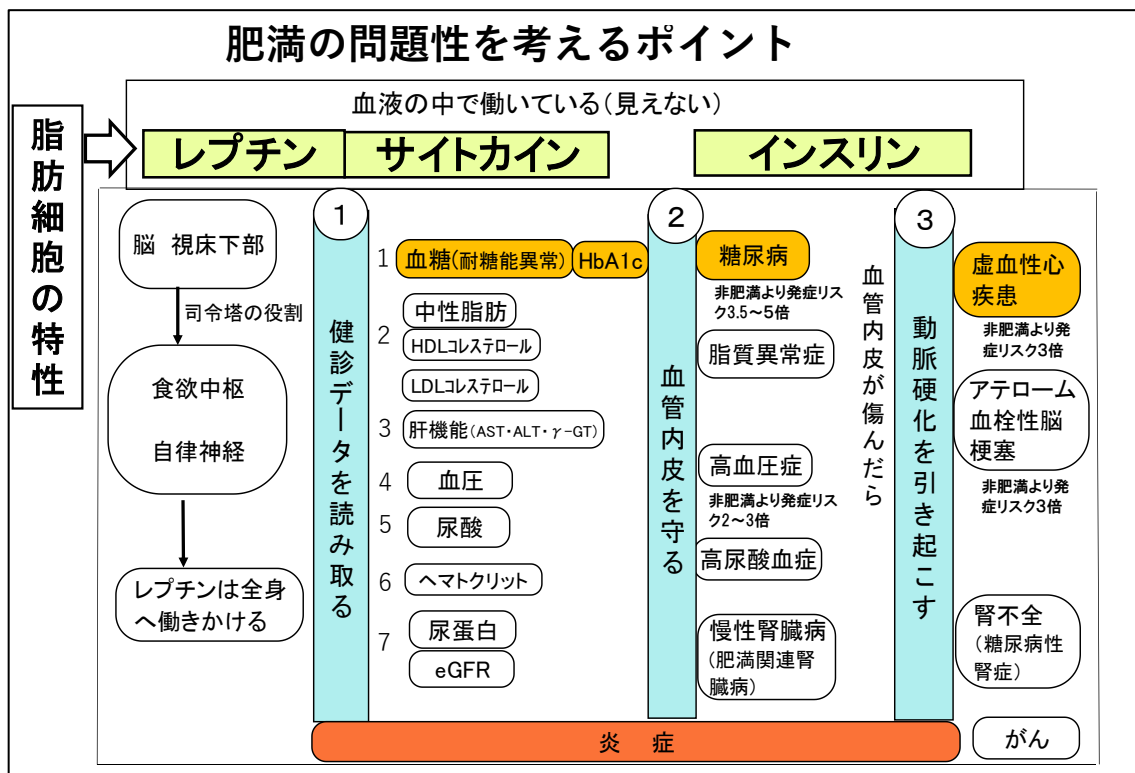 肥満の問題性を考えるポイント
脂肪細胞の特性
血液の中で働いている(見えない)
レプチン
サイトカイン
インスリン
脳 視床下部
司令塔の役割
食欲中枢
自律神経
レプチンは全身
へ働きかける
1
健診データを読み取る
1 血糖(耐糖能異常) HbA1c
2 中性脂肪
HDLコレステロール
LDLコレステロール
3 肝機能(AST・ALT・γ-GT)
4 血圧
5 尿酸
6 ヘマトクリット
7 尿蛋白
eGFR
2
血管内皮を守る
糖尿病
非肥満より発症リス
ク3.5~5倍
脂質異常症
高血圧症
非肥満より発症リス
ク2~3倍
高尿酸血症
慢性腎臓病
(肥満関連腎
臓病)
血管内皮が傷んだら
3
動脈硬化を引き起こす
虚血性心
疾患
非肥満より発
症リスク3倍
アテローム
血栓性脳
梗塞
非肥満より発
症リスク3倍
腎不全
(糖尿病性
腎症)
がん
炎 症